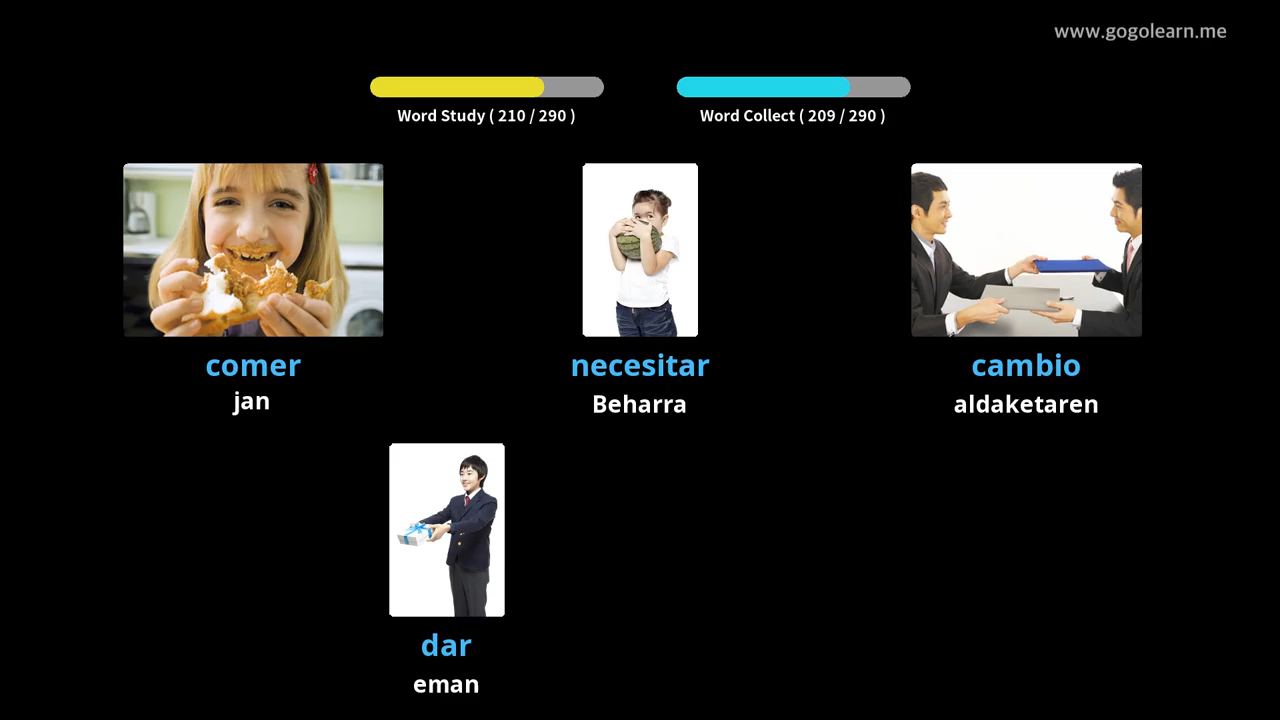 www.gogolearn.me
Word Study ( 210 / 290 )
Word Collect ( 209 / 290 )
comer
jan
necesitar
Beharra
cambio
aldaketaren
dar
eman